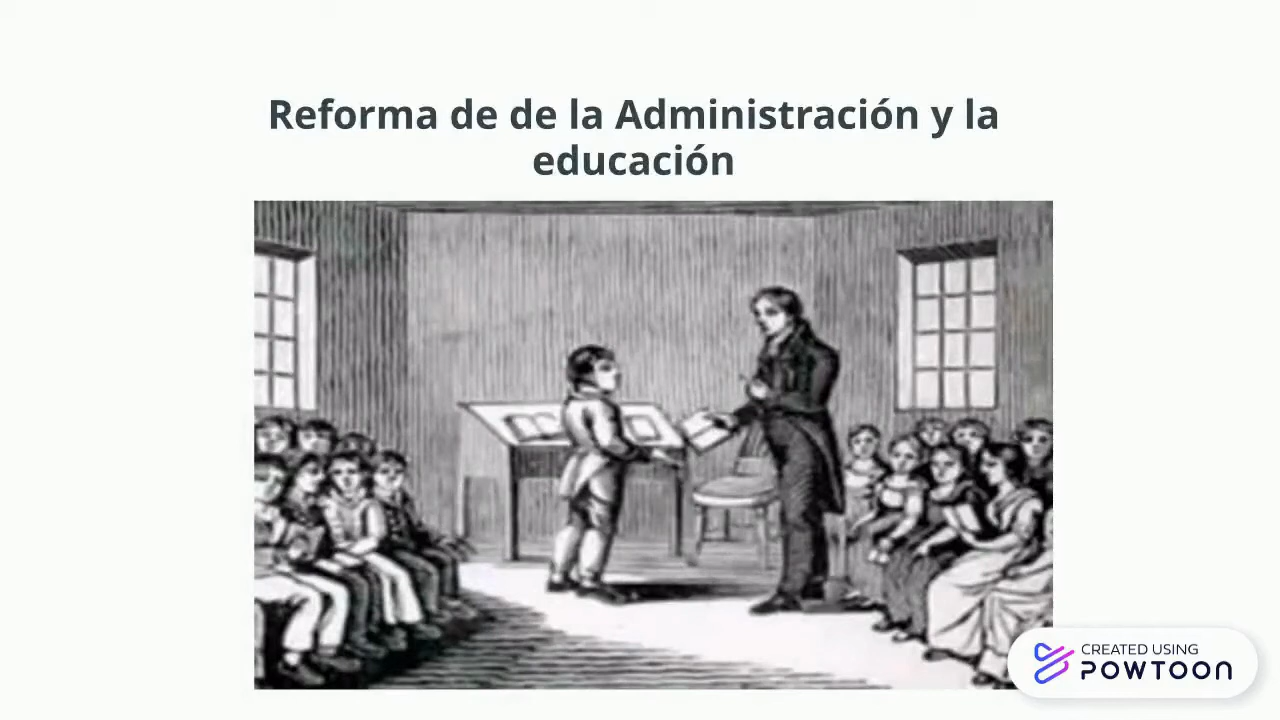 Reforma de de la Administración y la
educación
CREATED USING
POWTOON